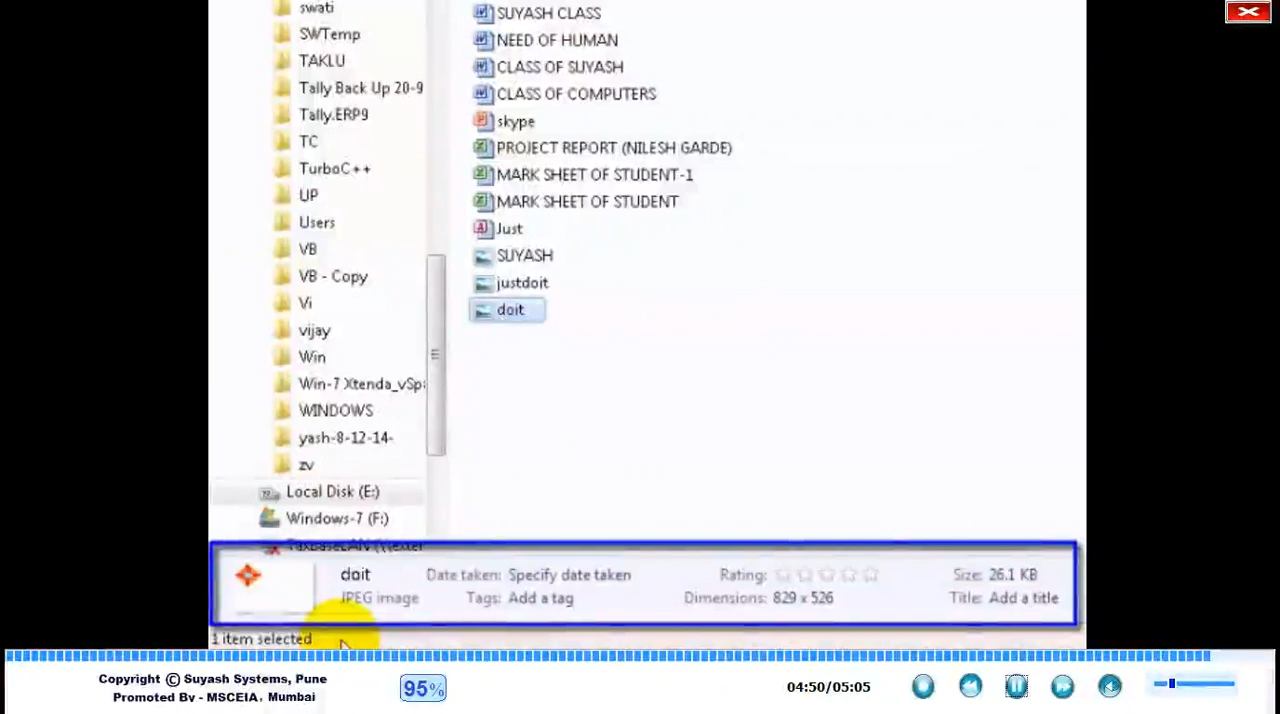 swati
SWTemp
TAKLU
Tally Back Up 20-9
Tally.ERP9
TC
TurboC++
UP
Users
VB
VB - Copy
Vi
vijay
Win
Win-7 Xtenda_vSp
WINDOWS
yash-8-12-14-
zv
Local Disk (E:)
Windows-7 (F:)
SUYASH CLASS
NEED OF HUMAN
CLASS OF SUYASH
CLASS OF COMPUTERS
skype
PROJECT REPORT (NILESH GARDE)
MARK SHEET OF STUDENT-1
MARK SHEET OF STUDENT
Just
SUYASH
justdoit
doit
doit Date taken: Specify date taken Rating: Size: 26.1 KB
JPEG image Tags: Add a tag Dimensions: 829 x 526 Title: Add a title
1 item selected
Copyright © Suyash Systems, Pune
Promoted By - MSCEIA, Mumbai
95%
04:50/05:05